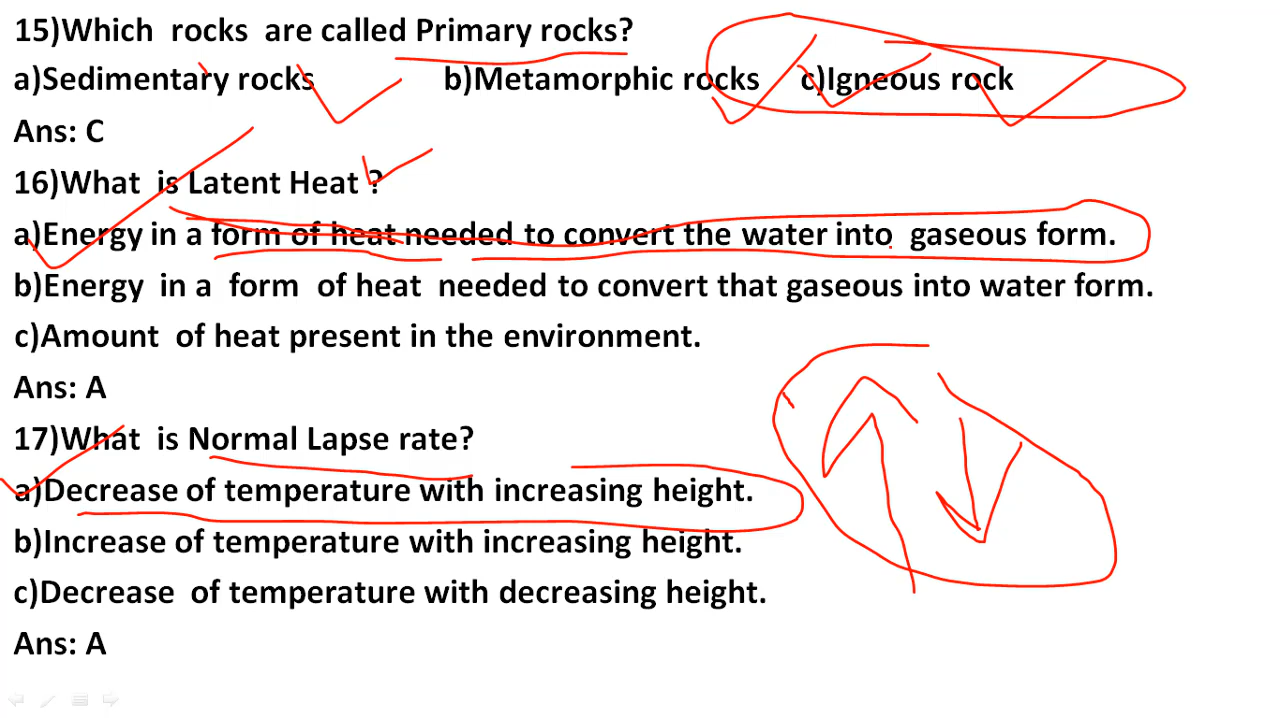 15)Which rocks are called Primary rocks?
a)Sedimentary rocks b)Metamorphic rocks c)Igneous rock
Ans: C
16)What is Latent Heat ?
a)Energy in a form of heat needed to convert the water into gaseous form.
b)Energy in a form of heat needed to convert that gaseous into water form.
c)Amount of heat present in the environment.
Ans: A
17)What is Normal Lapse rate?
a)Decrease of temperature with increasing height.
b)Increase of temperature with increasing height.
c)Decrease of temperature with decreasing height.
Ans: A